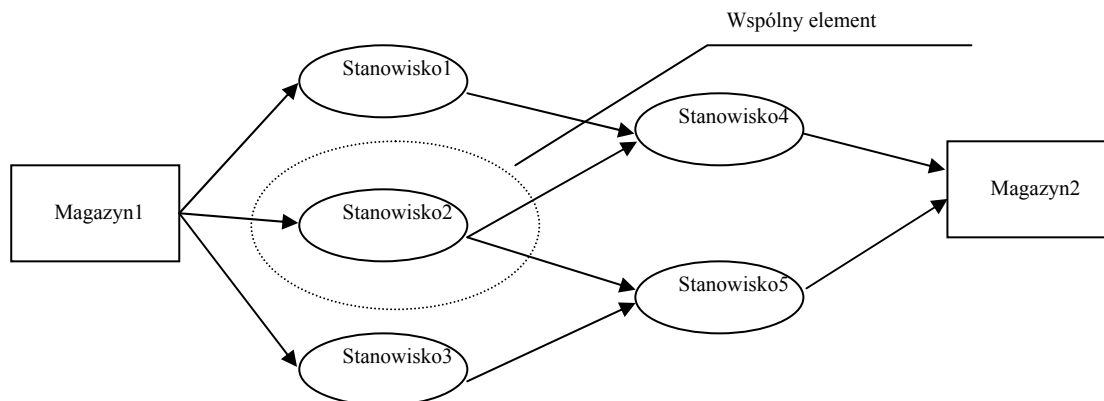 Wspólny element
Stanowisko1
Stanowisko4
Magazyn1
Stanowisko2
Magazyn2
Stanowisko5
Stanowisko3